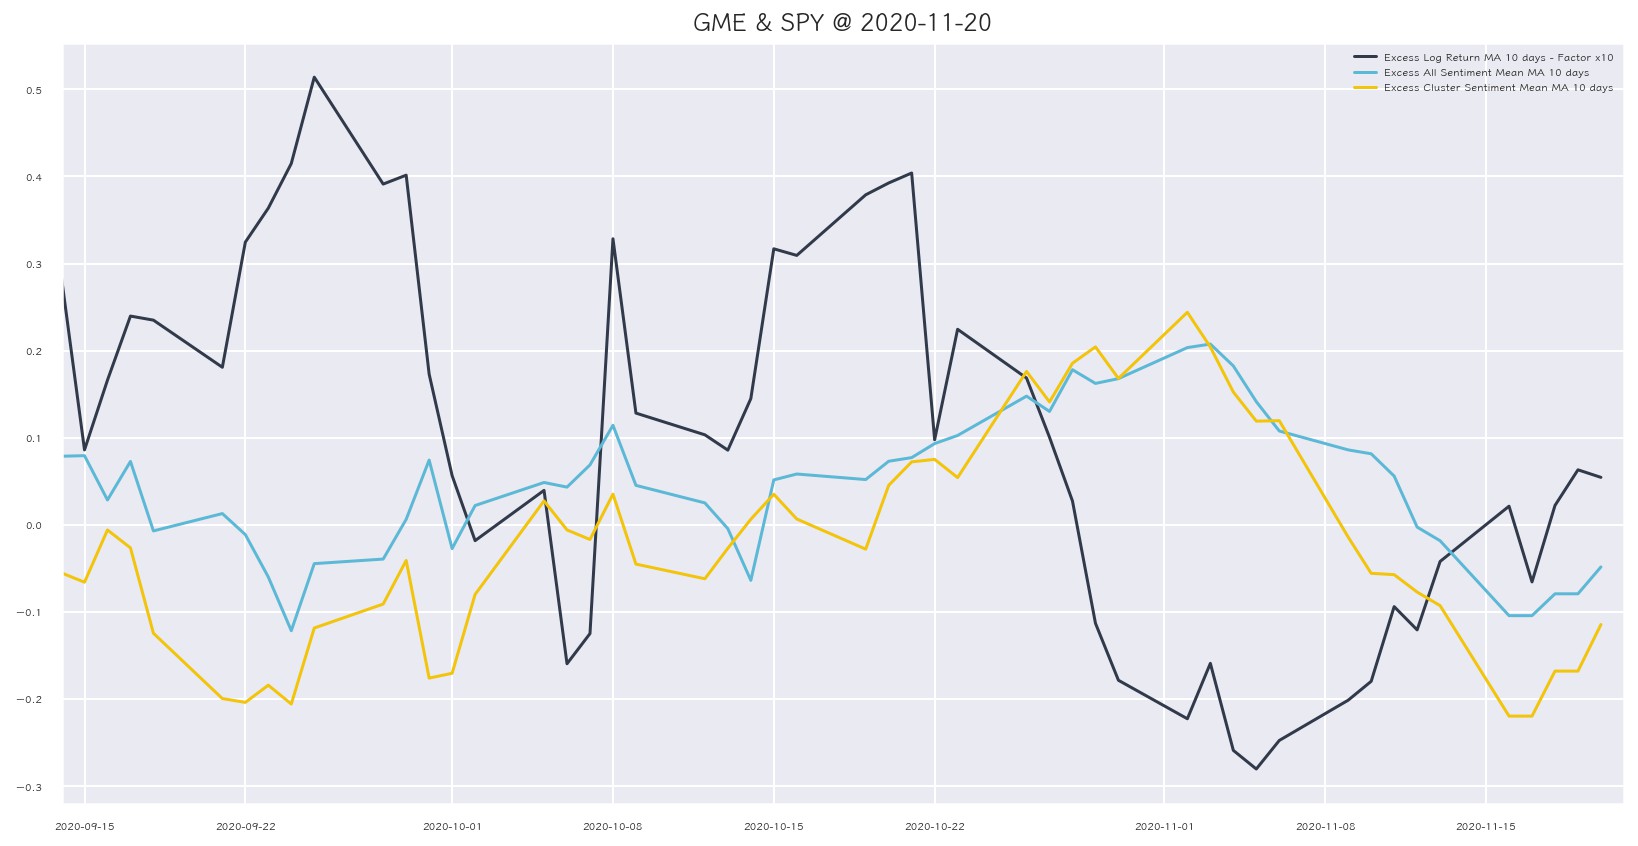 GME & SPY @ 2020-11-20
Excess Log Return MA 10 days - Factor x10
Excess All Sentiment Mean MA 10 days
Excess Cluster Sentiment Mean MA 10 days
0.5
0.4
0.3
0.2
0.1
0.0
−0.1
−0.2
−0.3
2020-09-15 2020-09-22 2020-10-01 2020-10-08 2020-10-15 2020-10-22 2020-11-01 2020-11-08 2020-11-15